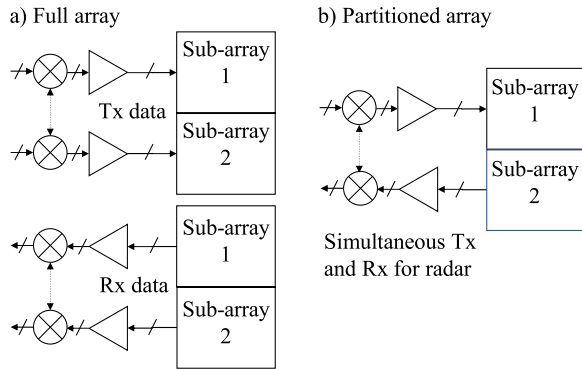 a) Full array
Sub-array
1
Tx data
Sub-array
2
Sub-array
1
Rx data
Sub-array
2
b) Partitioned array
Sub-array
1
Sub-array
2
Simultaneous Tx
and Rx for radar